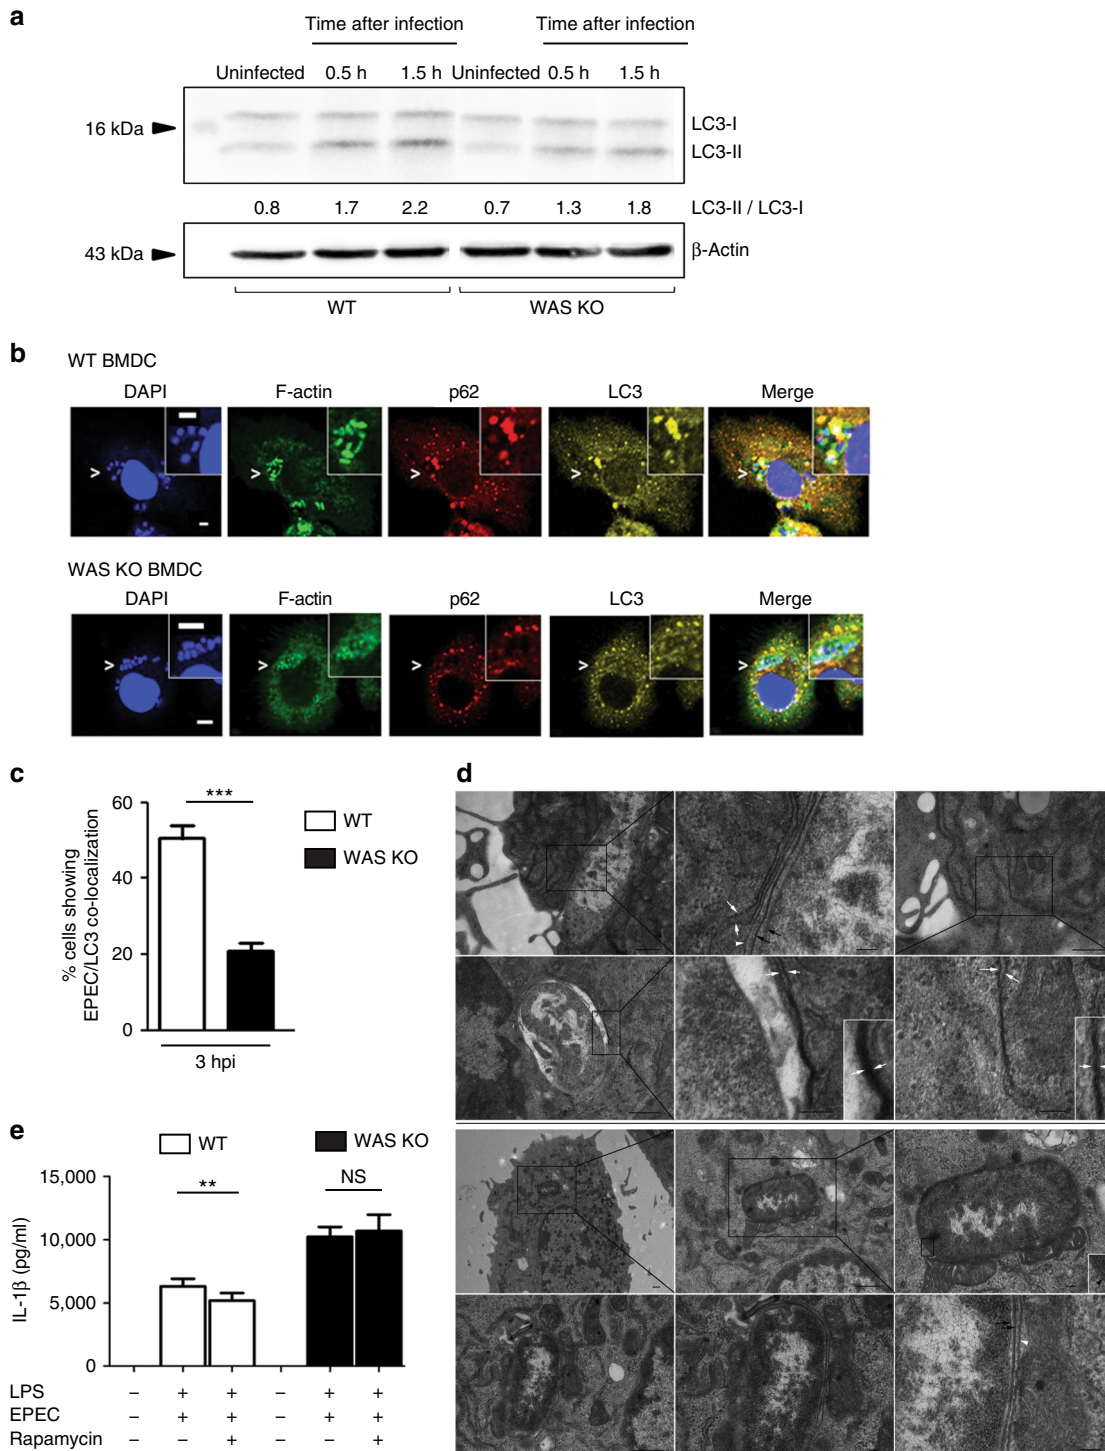 a
Time after infection Time after infection
Uninfected 0.5 h 1.5 h Uninfected 0.5 h 1.5 h
16 kDa
LC3-I
LC3-II
0.8 1.7 2.2 0.7 1.3 1.8 LC3-II / LC3-I
43 kDa
β-Actin
WT WAS KO
b
WT BMDC
DAPI F-actin p62 LC3 Merge
WAS KO BMDC
DAPI F-actin p62 LC3 Merge
c
% cells showing
EPEC/LC3 co-localization
60
40
20
0
***
WT
WAS KO
3 hpi
d
e
WT WAS KO
IL-1β (pg/ml)
15,000
10,000
5,000
0
** NS
LPS – + + – + +
EPEC – + + – + +
Rapamycin – – + – – +